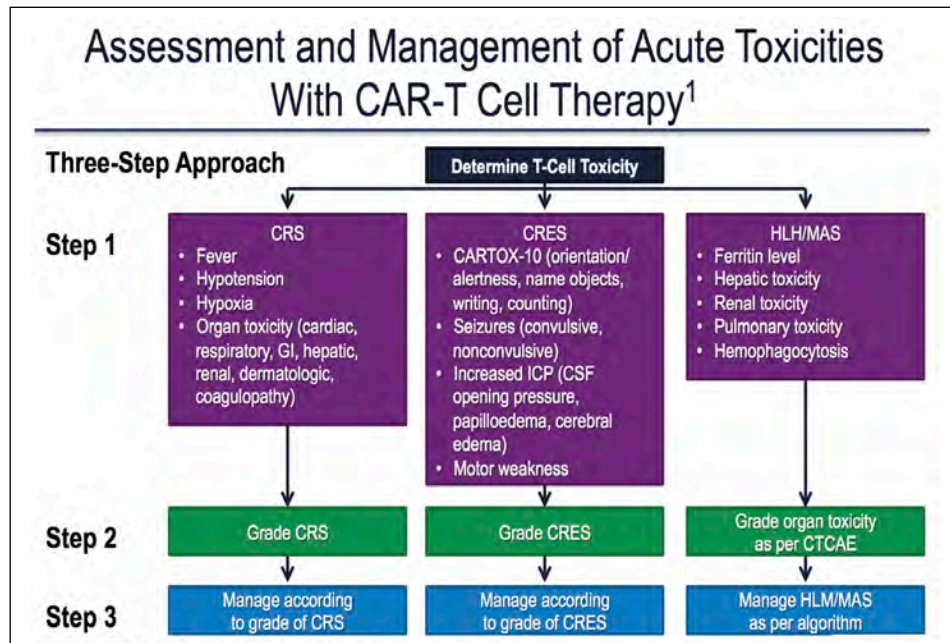 Assessment and Management of Acute Toxicities
With CAR-T Cell Therapy1
Three-Step Approach
Determine T-Cell Toxicity
Step 1
CRS
• Fever
• Hypotension
• Hypoxia
• Organ toxicity (cardiac,
respiratory, GI, hepatic,
renal, dermatologic,
coagulopathy)
CRES
• CARTOX-10 (orientation/
alertness, name objects,
writing, counting)
• Seizures (convulsive,
nonconvulsive)
• Increased ICP (CSF
opening pressure,
papilloedema, cerebral
edema)
• Motor weakness
HLH/MAS
• Ferritin level
• Hepatic toxicity
• Renal toxicity
• Pulmonary toxicity
• Hemophagocytosis
Step 2
Grade CRS
Grade CRES
Grade organ toxicity
as per CTCAE
Step 3
Manage according
to grade of CRS
Manage according
to grade of CRES
Manage HLM/MAS
as per algorithm